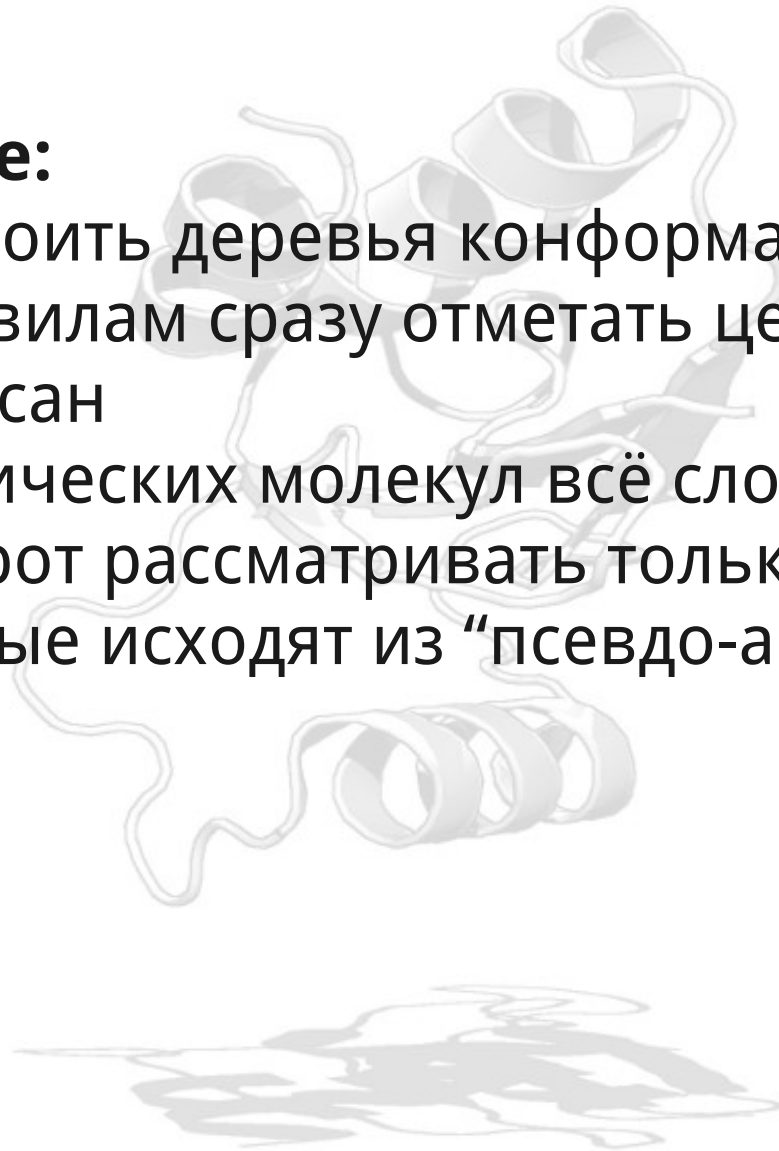 е:
оить деревья конформа
вилам сразу отметать це
сан
ических молекул всё сло
рот рассматривать тольк
ые исходят из “псевдо-а